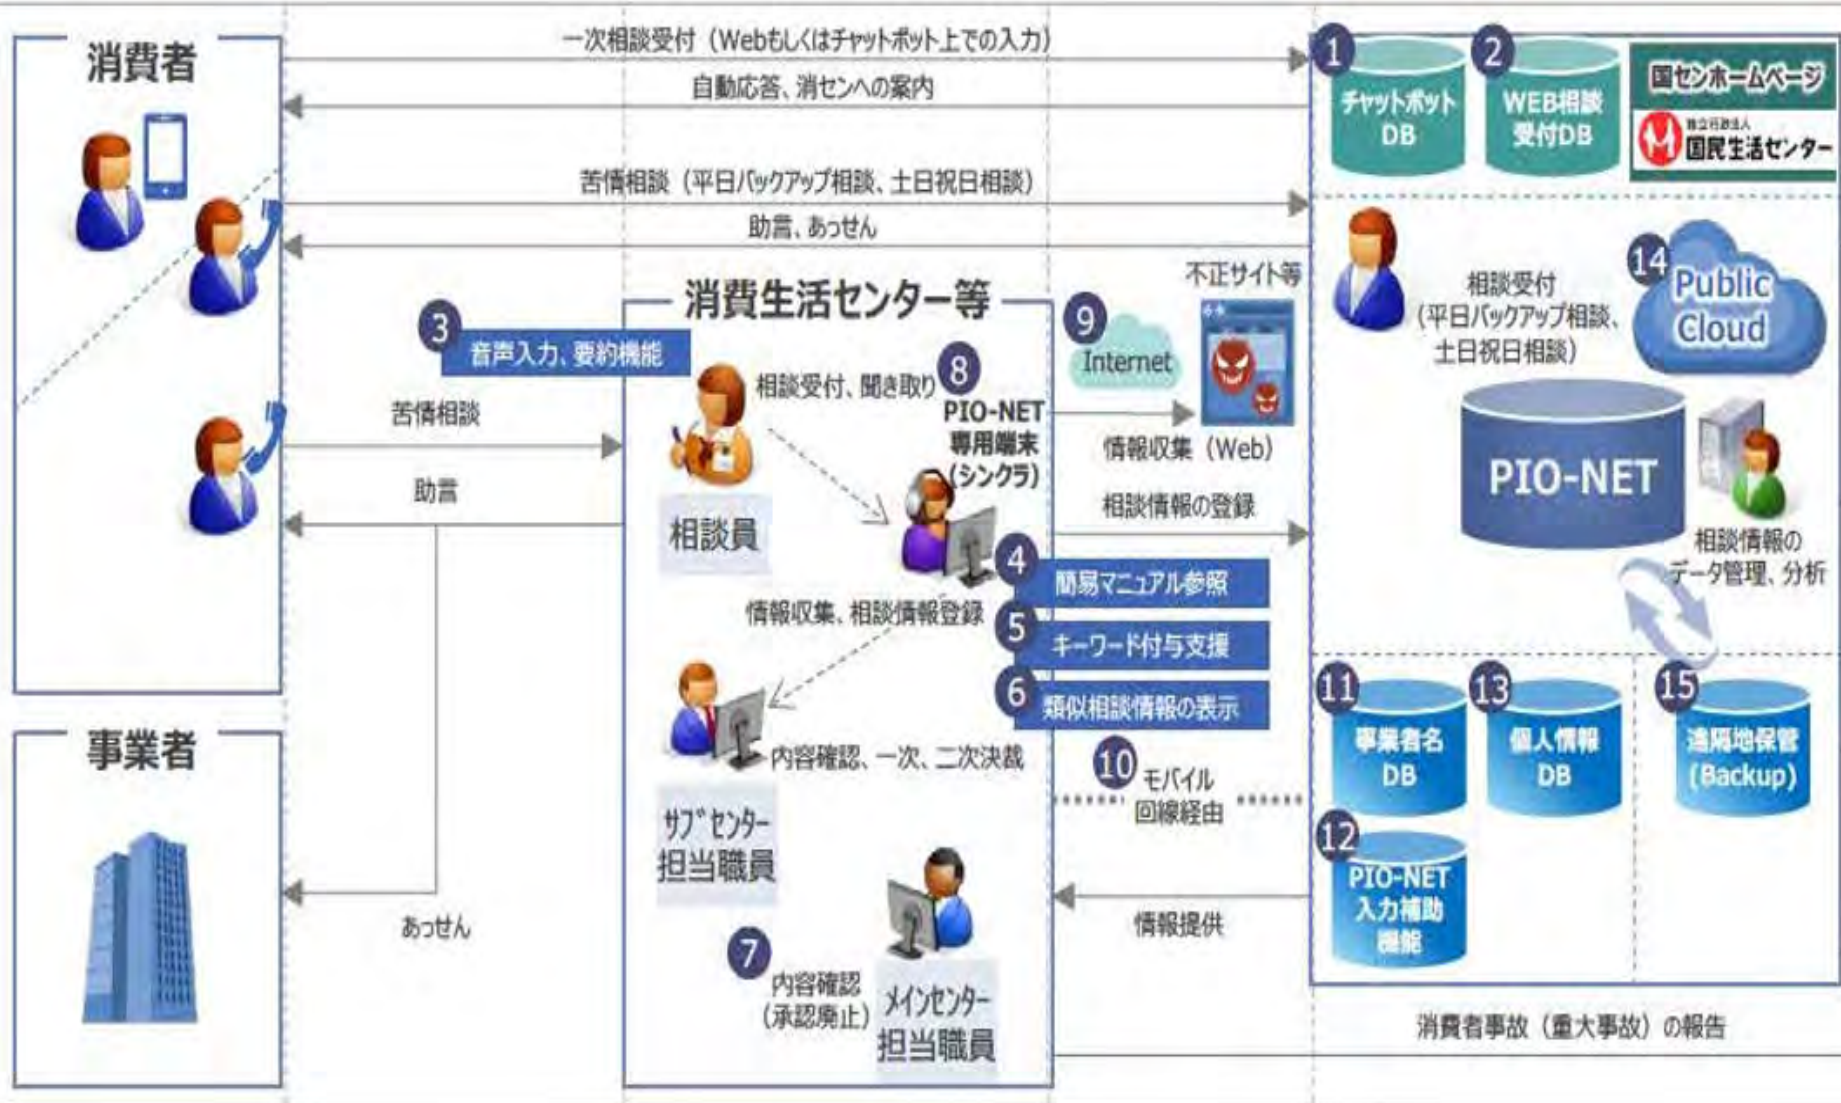 消費者
一次相談受付（Webもしくはチャットボット上での入力）
自動応答、消センへの案内
苦情相談（平日バックアップ相談、土日祝日相談）
助言、あっせん
1
チャットボット
DB
2
WEB相談
受付DB
国センホームページ
独立行政法人
国民生活センター
相談受付
（平日バックアップ相談、
土日祝日相談）
14
Public
Cloud
PIO-NET
相談情報の
データ管理、分析
消費生活センター等
3
音声入力、要約機能
相談受付、聞き取り
8
PIO-NET
専用端末
(シンクラ)
9
Internet
不正サイト等
情報収集（Web）
苦情相談
助言
相談員
相談情報の登録
4
簡易マニュアル参照
5
キーワード付与支援
6
類似相談情報の表示
情報収集、相談情報登録
内容確認、一次、二次決裁
サブセンター
担当職員
10
モバイル
回線経由
情報提供
7
内容確認
（承認廃止）
メインセンター
担当職員
事業者
あっせん
11
事業者名
DB
13
個人情報
DB
15
遠隔地保管
(Backup)
12
PIO-NET
入力補助
機能
消費者事故（重大事故）の報告